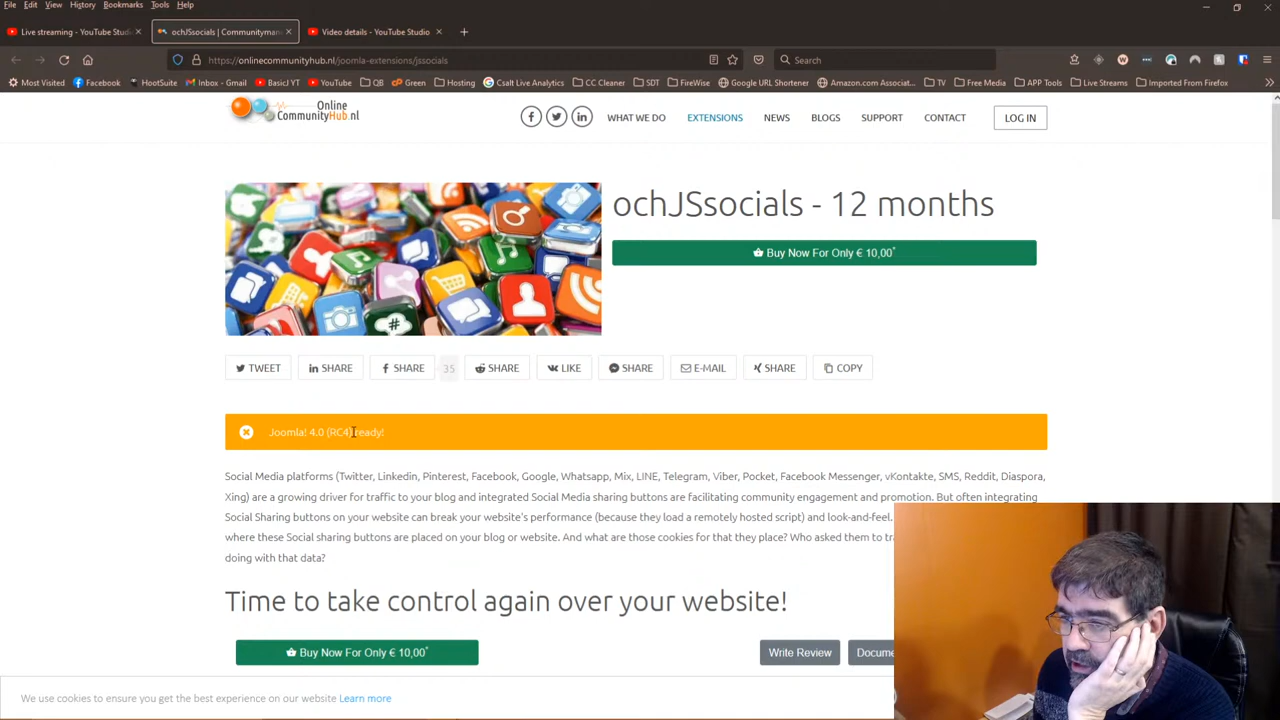 File Edit View History Bookmarks Tools Help
Live streaming - YouTube Studio
ochJSsocials | Communityman
Video details - YouTube Studio
https://onlinecommunityhub.nl/joomla-extensions/jssocials
Search
Most Visited Facebook HootSuite Inbox - Gmail BasicJ YT YouTube QB Green Hosting Csalt Live Analytics CC Cleaner SDT FireWise Google URL Shortener Amazon.com Associat... TV Free Media APP Tools Live Streams Imported From Firefox
Online
CommunityHub.nl
WHAT WE DO EXTENSIONS NEWS BLOGS SUPPORT CONTACT LOG IN
ochJSsocials - 12 months
Buy Now For Only € 10,00*
TWEET SHARE SHARE 35 SHARE LIKE SHARE E-MAIL SHARE COPY
Joomla! 4.0 (RC4) ready!
Social Media platforms (Twitter, Linkedin, Pinterest, Facebook, Google, Whatsapp, Mix, LINE, Telegram, Viber, Pocket, Facebook Messenger, vKontakte, SMS, Reddit, Diaspora,
Xing) are a growing driver for traffic to your blog and integrated Social Media sharing buttons are facilitating community engagement and promotion. But often integrating
Social Sharing buttons on your website can break your website's performance (because they load a remotely hosted script) and look-and-feel.
where these Social sharing buttons are placed on your blog or website. And what are those cookies for that they place? Who asked them to tr
doing with that data?
Time to take control again over your website!
Buy Now For Only € 10,00*
Write Review
Docume
We use cookies to ensure you get the best experience on our website Learn more